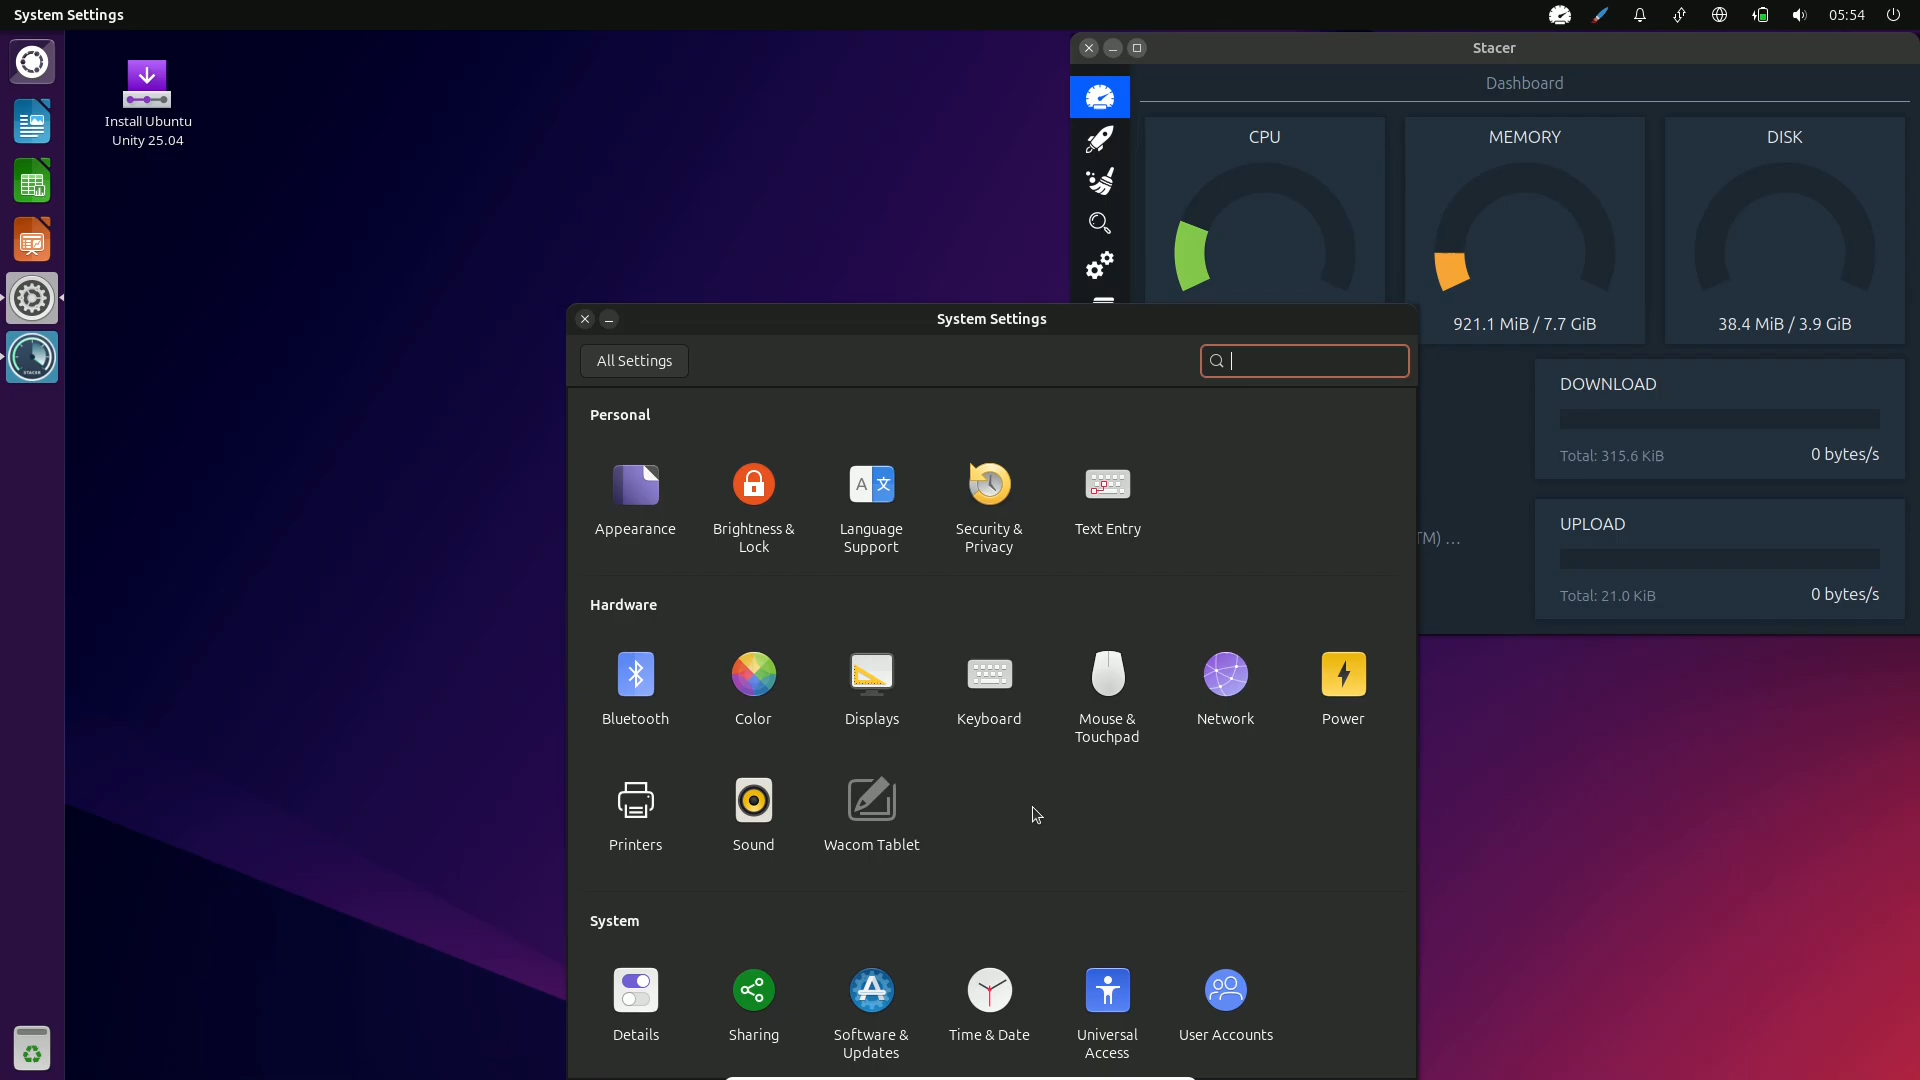 System Settings
05:54
Install Ubuntu
Unity 25.04
Stacer
Dashboard
CPU
MEMORY
DISK
921.1 MiB / 7.7 GiB
38.4 MiB / 3.9 GiB
DOWNLOAD
Total: 315.6 KiB
0 bytes/s
UPLOAD
TM) ...
Total: 21.0 KiB
0 bytes/s
STACER
System Settings
All Settings
Personal
Appearance
Brightness &
Lock
Language
Support
Security &
Privacy
Text Entry
Hardware
Bluetooth
Color
Displays
Keyboard
Mouse &
Touchpad
Network
Power
Printers
Sound
Wacom Tablet
System
Details
Sharing
Software &
Updates
Time & Date
Universal
Access
User Accounts